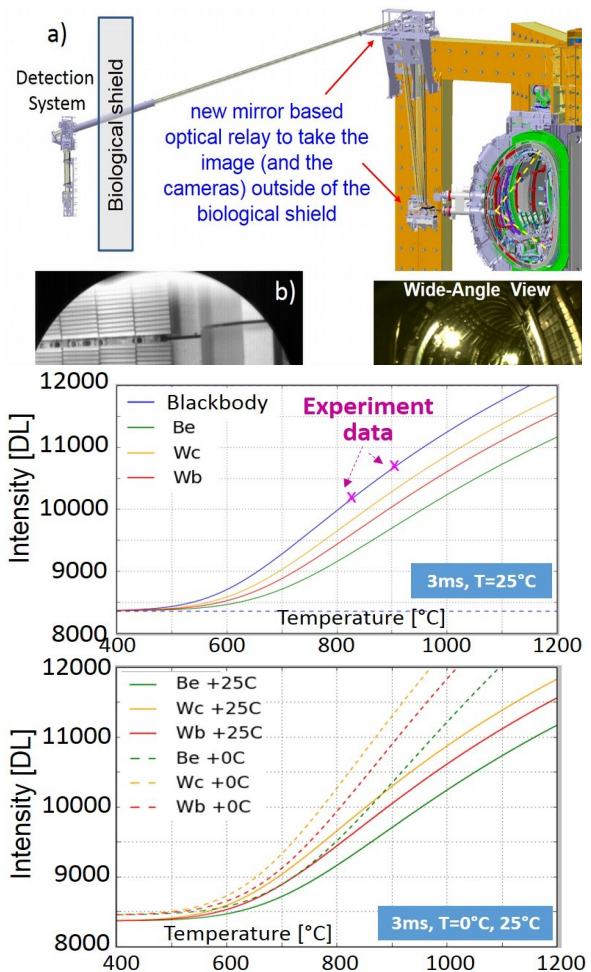 a)
Detection
System
Biological shield
new mirror based
optical relay to take the
image (and the
cameras) outside of the
biological shield
b)
Wide-Angle View
Intensity [DL]
12000
11000
10000
9000
8000
Blackbody
Be
Wc
Wb
Experiment
data
3ms, T=25°C
Temperature [°C]
400 600 800 1000 1200
Intensity [DL]
12000
11000
10000
9000
8000
Be +25C
Wc +25C
Wb +25C
Be +0C
Wc +0C
Wb +0C
3ms, T=0°C, 25°C
Temperature [°C]
400 600 800 1000 1200